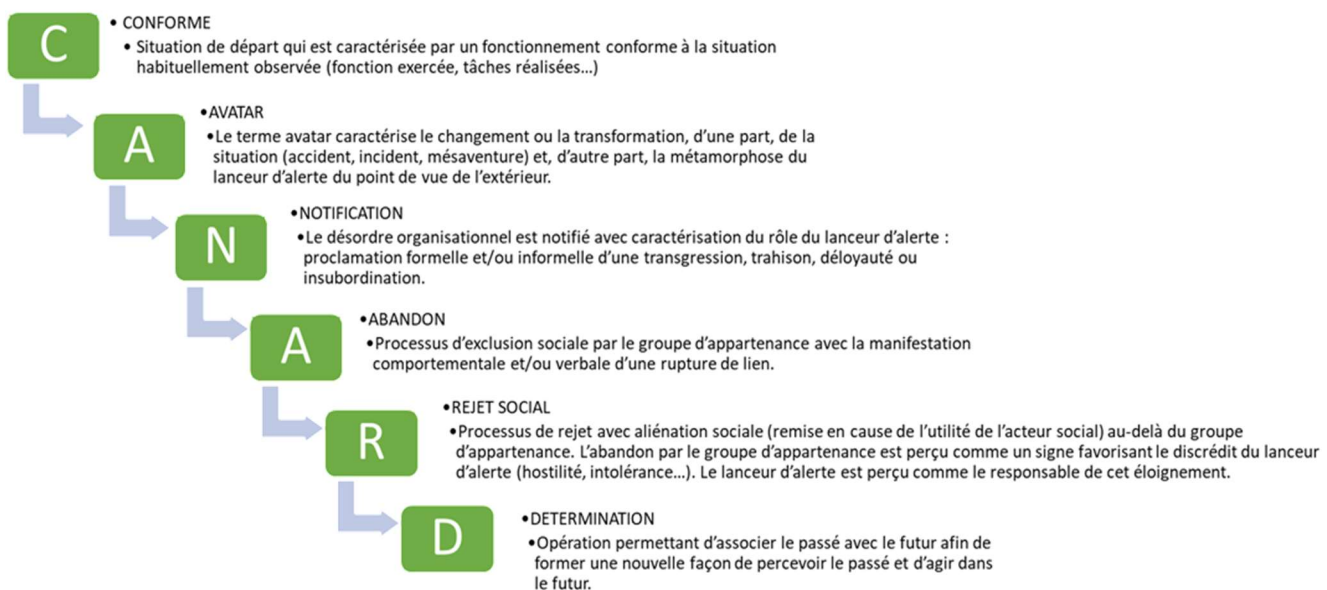 C
• CONFORME
• Situation de départ qui est caractérisée par un fonctionnement conforme à la situation
habituellement observée (fonction exercée, tâches réalisées…)
A
•AVATAR
•Le terme avatar caractérise le changement ou la transformation, d’une part, de la
situation (accident, incident, mésaventure) et, d’autre part, la métamorphose du
lanceur d’alerte du point de vue de l’extérieur.
N
•NOTIFICATION
•Le désordre organisationnel est notifié avec caractérisation du rôle du lanceur d’alerte :
proclamation formelle et/ou informelle d’une transgression, trahison, déloyauté ou
insubordination.
A
•ABANDON
•Processus d’exclusion sociale par le groupe d’appartenance avec la manifestation
comportementale et/ou verbale d’une rupture de lien.
R
•REJET SOCIAL
•Processus de rejet avec aliénation sociale (remise en cause de l’utilité de l’acteur social) au-delà du groupe
d’appartenance. L’abandon par le groupe d’appartenance est perçu comme un signe favorisant le discrédit du lanceur
d’alerte (hostilité, intolérance…). Le lanceur d’alerte est perçu comme le responsable de cet éloignement.
D
•DETERMINATION
•Opération permettant d’associer le passé avec le futur afin de
former une nouvelle façon de percevoir le passé et d’agir dans
le futur.